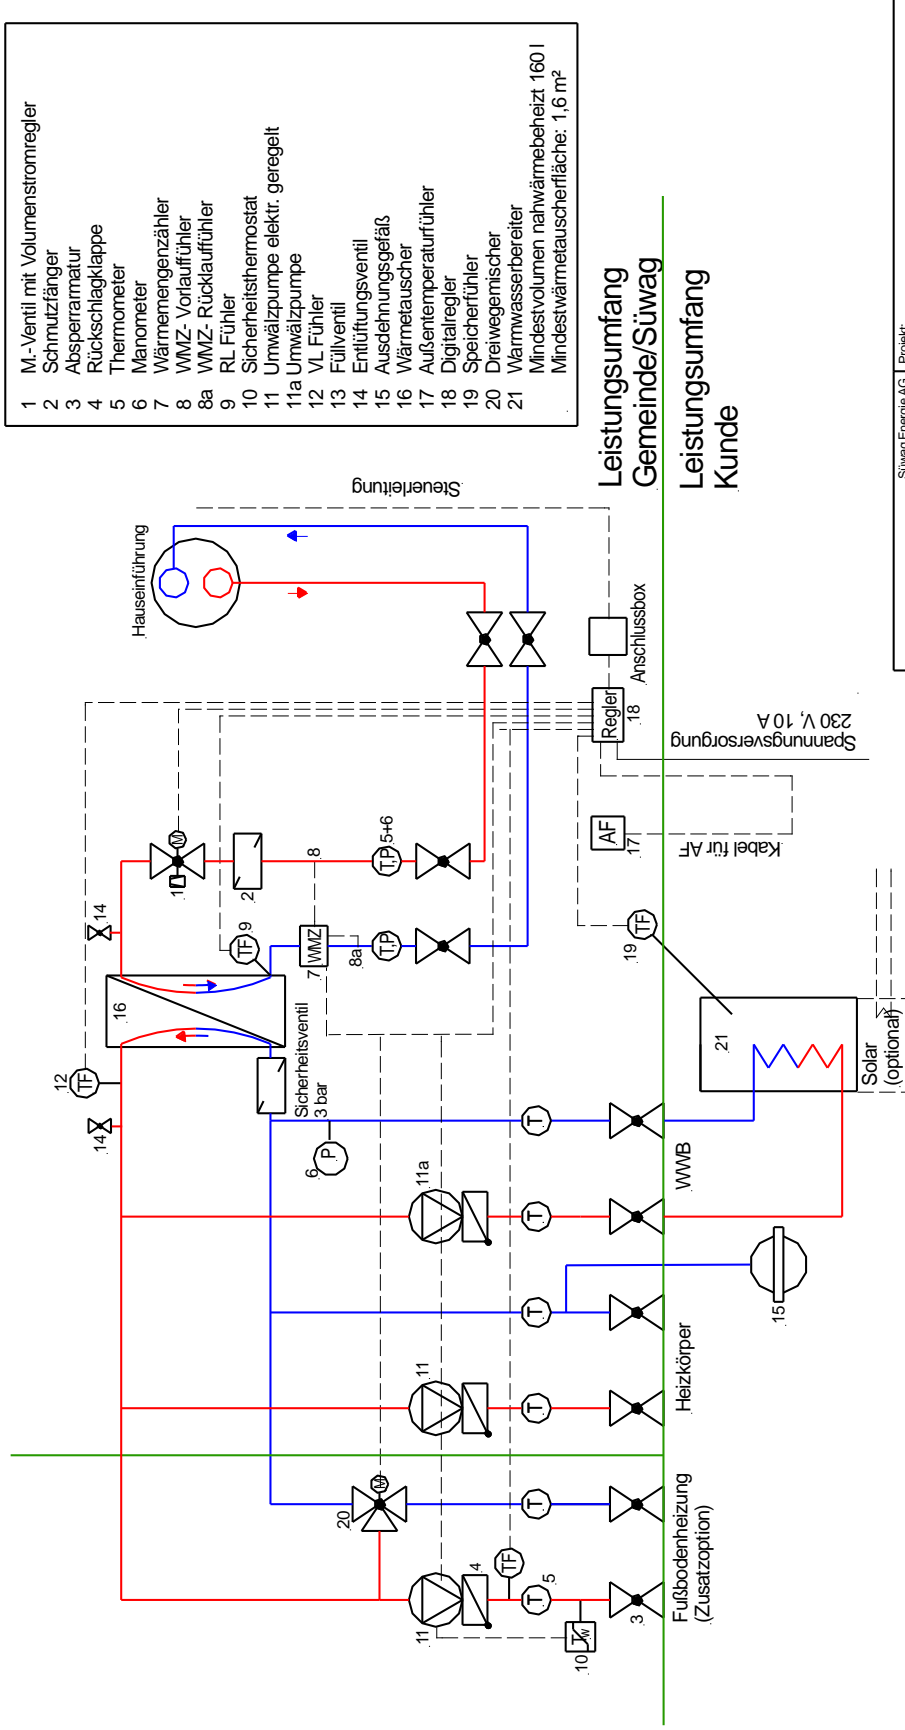 1 M.-Ventil mit Volumenstromregler
2 Schmutzfänger
3 Absperrarmatur
4 Rückschlagklappe
5 Thermometer
6 Manometer
7 Wärmemengenzähler
8 WMZ- Vorlauffühler
8a WMZ- Rücklauffühler
9 RL Fühler
10 Sicherheitsthermostat
11 Umwälzpumpe elektr. geregelt
11a Umwälzpumpe
12 VL Fühler
13 Füllventil
14 Entlüftungsventil
15 Ausdehnungsgefäß
16 Wärmetauscher
17 Außentemperaturfühler
18 Digitalregler
19 Speicherfühler
20 Dreiwegemischer
21 Warmwasserbereiter
Mindestvolumen nahwärmebeheizt 160 l
Mindestwärmetauscherfläche: 1,6 m²
Leistungsumfang
Gemeinde/Süwag
Leistungsumfang
Kunde
Süwag Energie AG
Projekt:
Steuerleitung
Hauseinführung
Anschlussbox
Regler
18
Spannungsversorgung
230 V, 10 A
AF
17
Kabel für AF
M
1
2
8
T,P
5+6
14
TF
9
WMZ
7
8a
T,P
16
TF
19
21
Solar
(optional)
12
TF
14
Sicherheitsventil
3 bar
6
P
T
WWB
11a
T
T
15
11
T
Heizkörper
M
20
T
Fußbodenheizung
(Zusatzoption)
11
4
TF
T
5
Tw
10
3